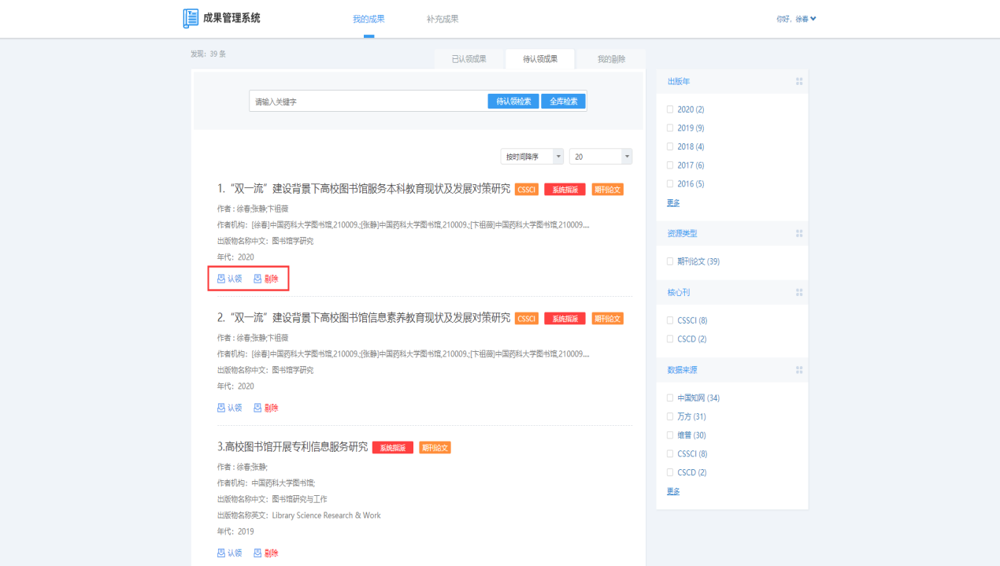 成果管理系统
我的成果
补充成果
你好，徐春
发现：39 条
已认领成果
待认领成果
我的剔除
请输入关键字
待认领检索
全库检索
按时间降序
20
1.“双一流”建设背景下高校图书馆服务本科教育现状及发展对策研究 CSSCI 系统指派 期刊论文
作者 : 徐春;张静;卞祖薇
作者机构：[徐春]中国药科大学图书馆,210009.;[张静]中国药科大学图书馆,210009.;[卞祖薇]中国药科大学图书馆,210009....
出版物名称中文：图书馆学研究
年代：2020
认领 剔除
2.“双一流”建设背景下高校图书馆信息素养教育现状及发展对策研究 CSSCI 系统指派 期刊论文
作者 : 徐春;张静;卞祖薇
作者机构：[徐春]中国药科大学图书馆,210009.;[张静]中国药科大学图书馆,210009.;[卞祖薇]中国药科大学图书馆,210009....
出版物名称中文：图书馆学研究
年代：2020
认领 剔除
3.高校图书馆开展专利信息服务研究 系统指派 期刊论文
作者 : 徐春;张静;
作者机构：中国药科大学图书馆;
出版物名称中文：图书馆研究与工作
出版物名称英文：Library Science Research & Work
年代：2019
认领 剔除
出版年
2020 (2)
2019 (9)
2018 (4)
2017 (6)
2016 (5)
更多
资源类型
期刊论文 (39)
核心刊
CSSCI (8)
CSCD (2)
数据来源
中国知网 (34)
万方 (31)
维普 (30)
CSSCI (8)
CSCD (2)
更多